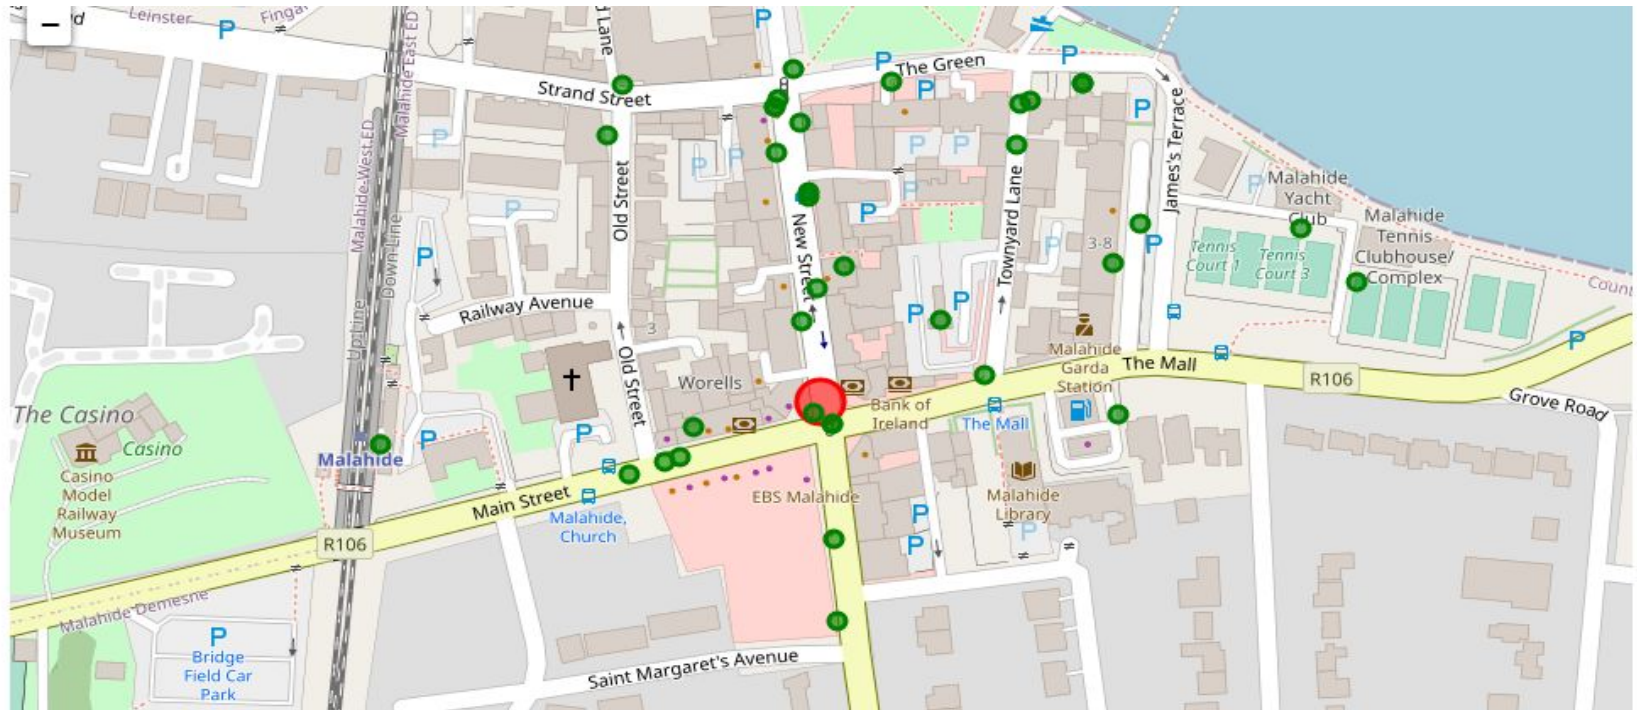 −
Leinster
Fingal
Lane
P
Malahide East ED
Strand Street
The Green
James's Terrace
Malahide West ED
Down Line
Up Line
Old Street
New Street
Townyard Lane
3-8
Malahide
Yacht
Club
Malahide
Tennis
Clubhouse/
Complex
Tennis
Court 1
Tennis
Court 3
Count
Railway Avenue
3
Old Street
Worells
Malahide
Garda
Station
The Mall
R106
Grove Road
Bank of
Ireland
The Mall
The Casino
Casino
Casino
Model
Railway
Museum
Malahide
Main Street
Malahide,
Church
EBS Malahide
Malahide
Library
R106
Malahide Demesne
P
Bridge
Field Car
Park
Saint Margaret's Avenue